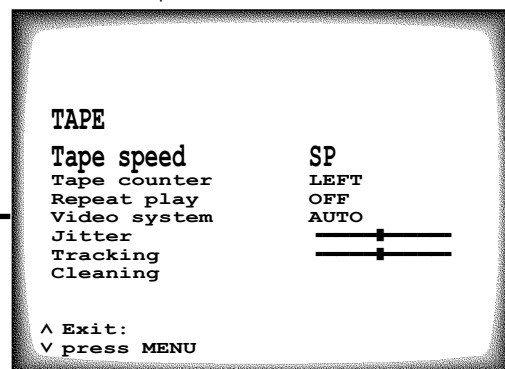 TAPE
Tape speed SP
Tape counter LEFT
Repeat play OFF
Video system AUTO
Jitter
Tracking
Cleaning
∧ Exit:
∨ press MENU